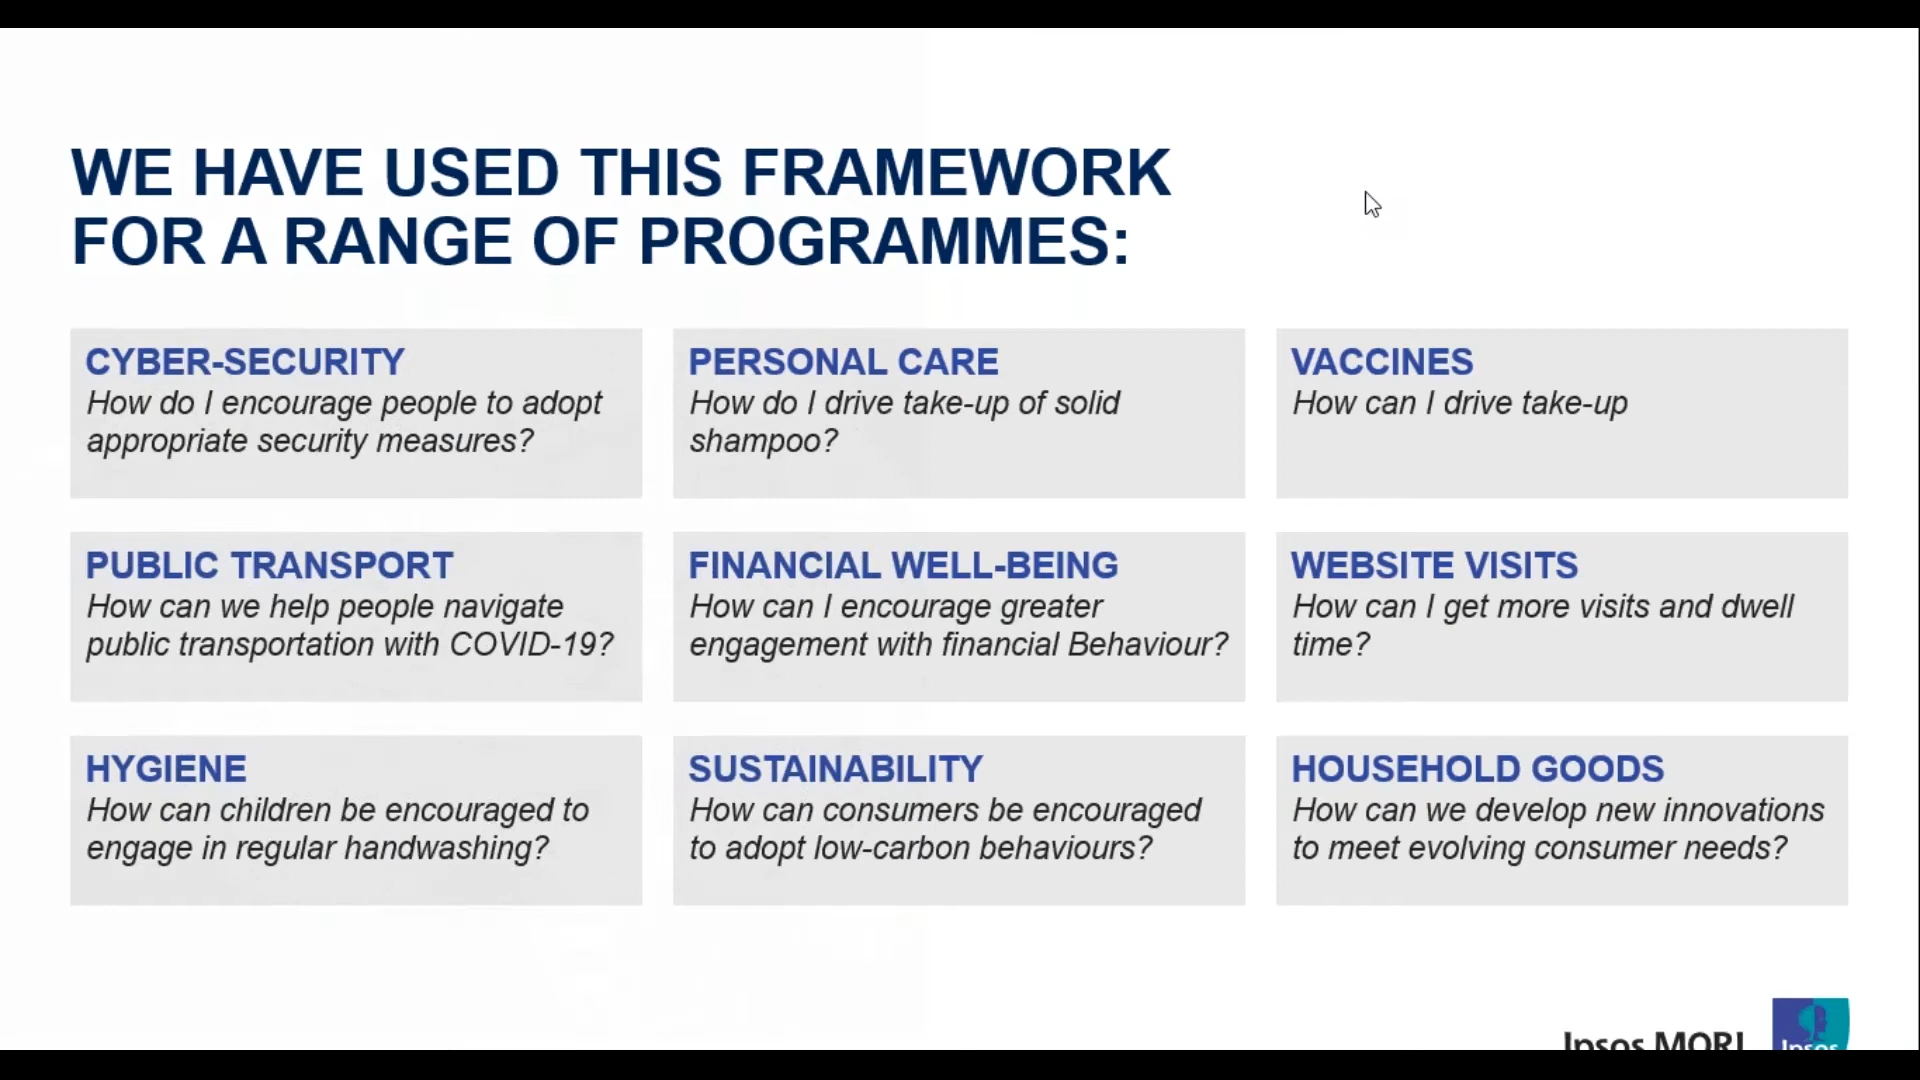 WE HAVE USED THIS FRAMEWORK
FOR A RANGE OF PROGRAMMES:
CYBER-SECURITY
How do I encourage people to adopt
appropriate security measures?
PERSONAL CARE
How do I drive take-up of solid
shampoo?
VACCINES
How can I drive take-up
PUBLIC TRANSPORT
How can we help people navigate
public transportation with COVID-19?
FINANCIAL WELL-BEING
How can I encourage greater
engagement with financial Behaviour?
WEBSITE VISITS
How can I get more visits and dwell
time?
HYGIENE
How can children be encouraged to
engage in regular handwashing?
SUSTAINABILITY
How can consumers be encouraged
to adopt low-carbon behaviours?
HOUSEHOLD GOODS
How can we develop new innovations
to meet evolving consumer needs?
Ipsos MORI
Ipsos